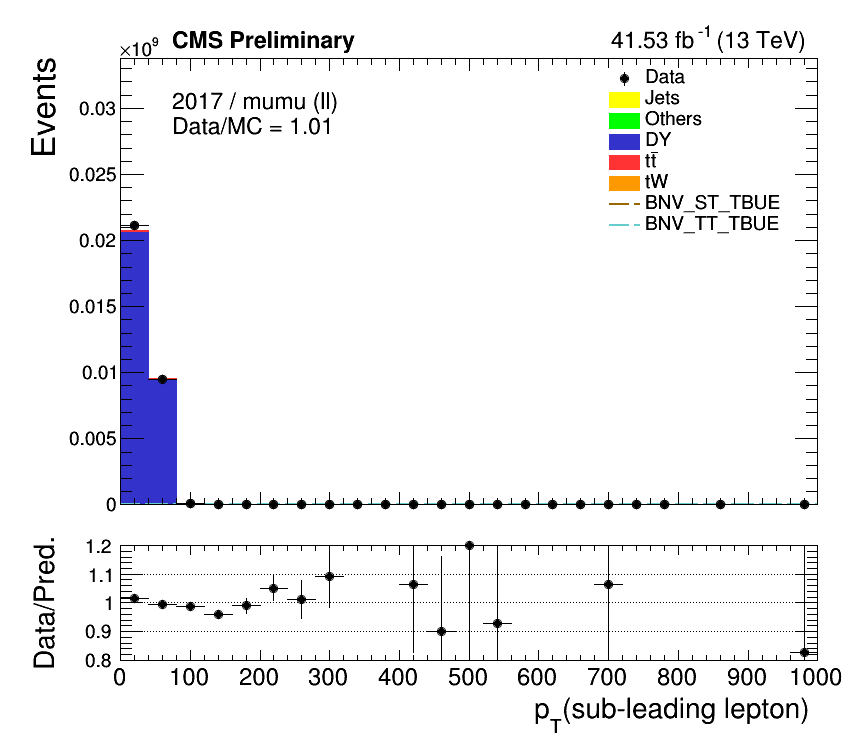 ×10⁹ CMS Preliminary 41.53 fb⁻¹ (13 TeV)
Events
2017 / mumu (ll)
Data/MC = 1.01
Data
Jets
Others
DY
tt̄
tW
BNV_ST_TBUE
BNV_TT_TBUE
0.03
0.025
0.02
0.015
0.01
0.005
0
Data/Pred.
1.2
1.1
1
0.9
0.8
0 100 200 300 400 500 600 700 800 900 1000
p_T(sub-leading lepton)